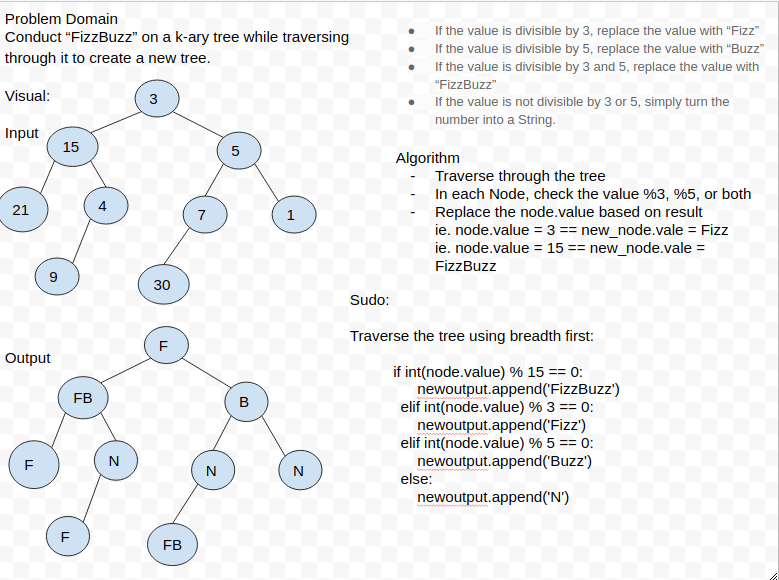 Problem Domain
Conduct “FizzBuzz” on a k-ary tree while traversing
through it to create a new tree.
Visual:
Input
3
15
5
21
4
7
1
9
30
Output
F
FB
B
F
N
N
N
F
FB
● If the value is divisible by 3, replace the value with “Fizz”
● If the value is divisible by 5, replace the value with “Buzz”
● If the value is divisible by 3 and 5, replace the value with
“FizzBuzz”
● If the value is not divisible by 3 or 5, simply turn the
number into a String.
Algorithm
- Traverse through the tree
- In each Node, check the value %3, %5, or both
- Replace the node.value based on result
ie. node.value = 3 == new_node.vale = Fizz
ie. node.value = 15 == new_node.vale =
FizzBuzz
Sudo:
Traverse the tree using breadth first:
if int(node.value) % 15 == 0:
newoutput.append('FizzBuzz')
elif int(node.value) % 3 == 0:
newoutput.append('Fizz')
elif int(node.value) % 5 == 0:
newoutput.append('Buzz')
else:
newoutput.append('N')